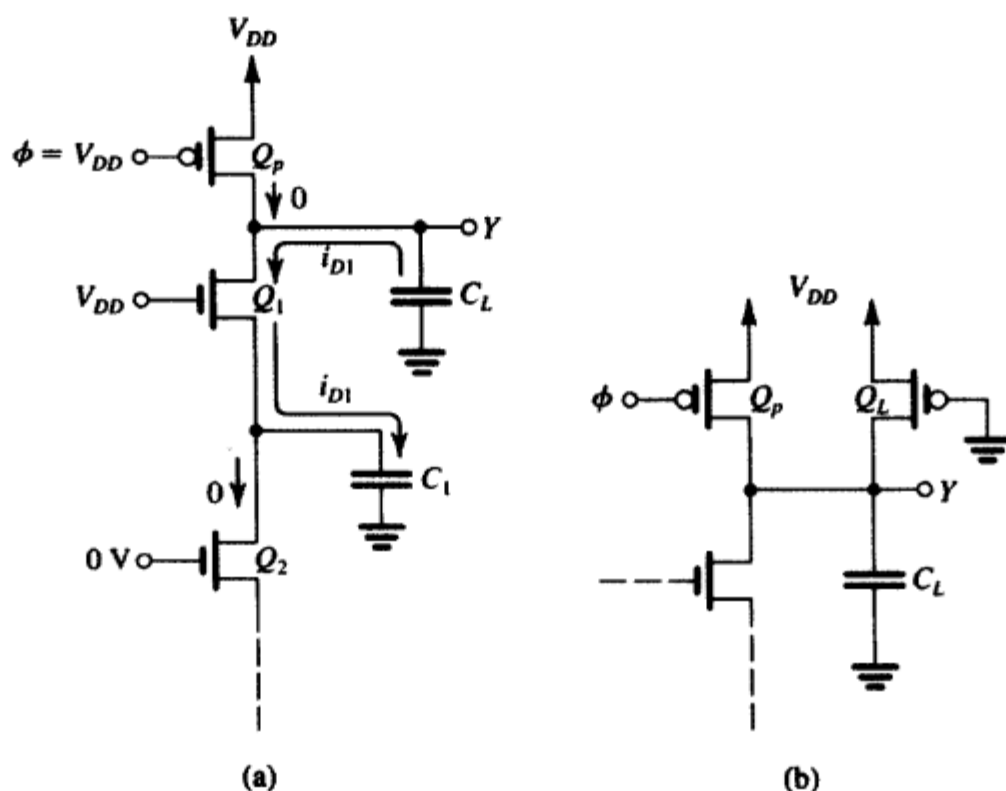 V_DD
φ = V_DD
Q_p
0
Y
i_D1
C_L
V_DD
Q_1
i_D1
C_1
0
0 V
Q_2
(a)
V_DD
φ
Q_p
Q_L
Y
C_L
(b)